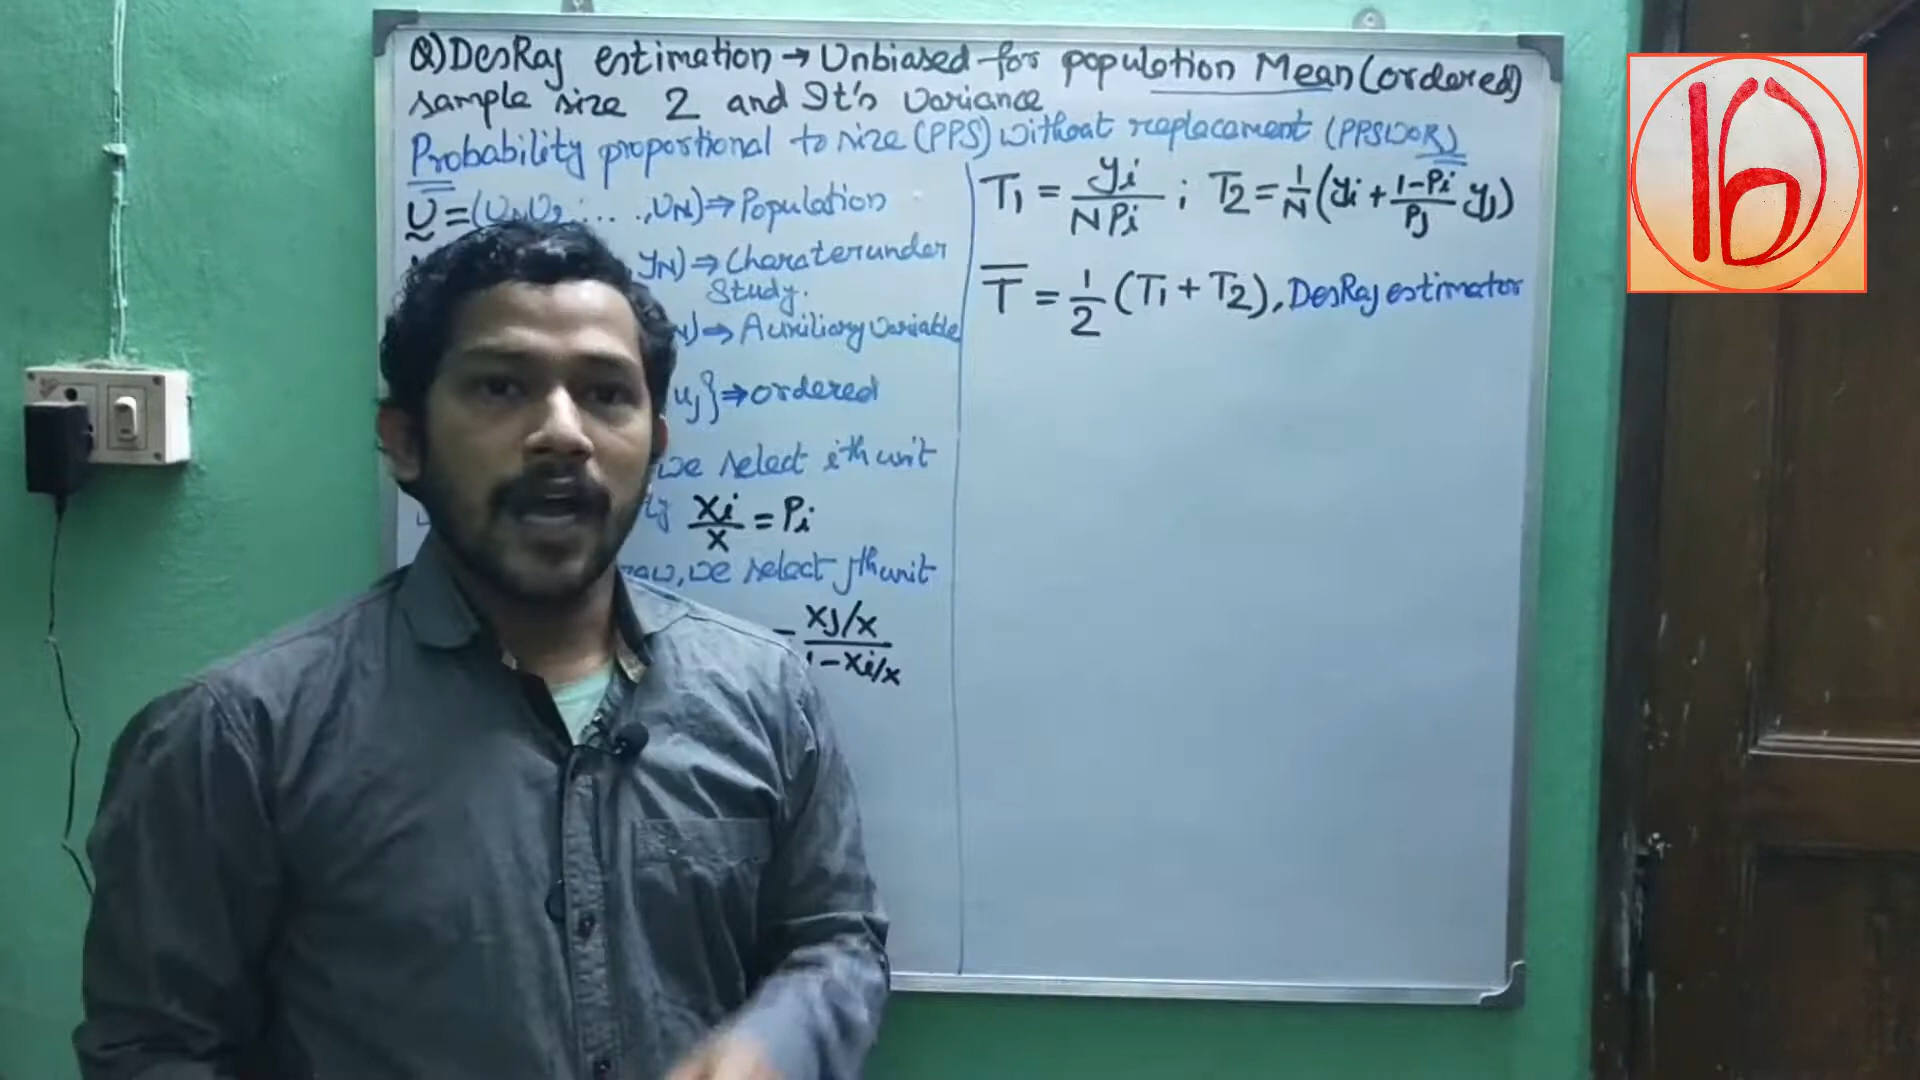 Q) DesRaj estimation → Unbiased for population Mean (ordered)
sample size 2 and It's Variance
Probability proportional to size (PPS) without replacement (PPSWOR)
U = (U1, U2, ..., UN) ⇒ Population
YN) ⇒ Charater under
Study.
N) ⇒ Auxiliary variable
uj} ⇒ ordered
we select ith unit
xi/x = Pi
we select jth unit
= (xj/x)/(1-xi/x)
T1 = yi/(NPi) ; T2 = 1/N (yi + (1-Pi)/Pj yj)
T̅ = 1/2 (T1 + T2), DesRaj estimator